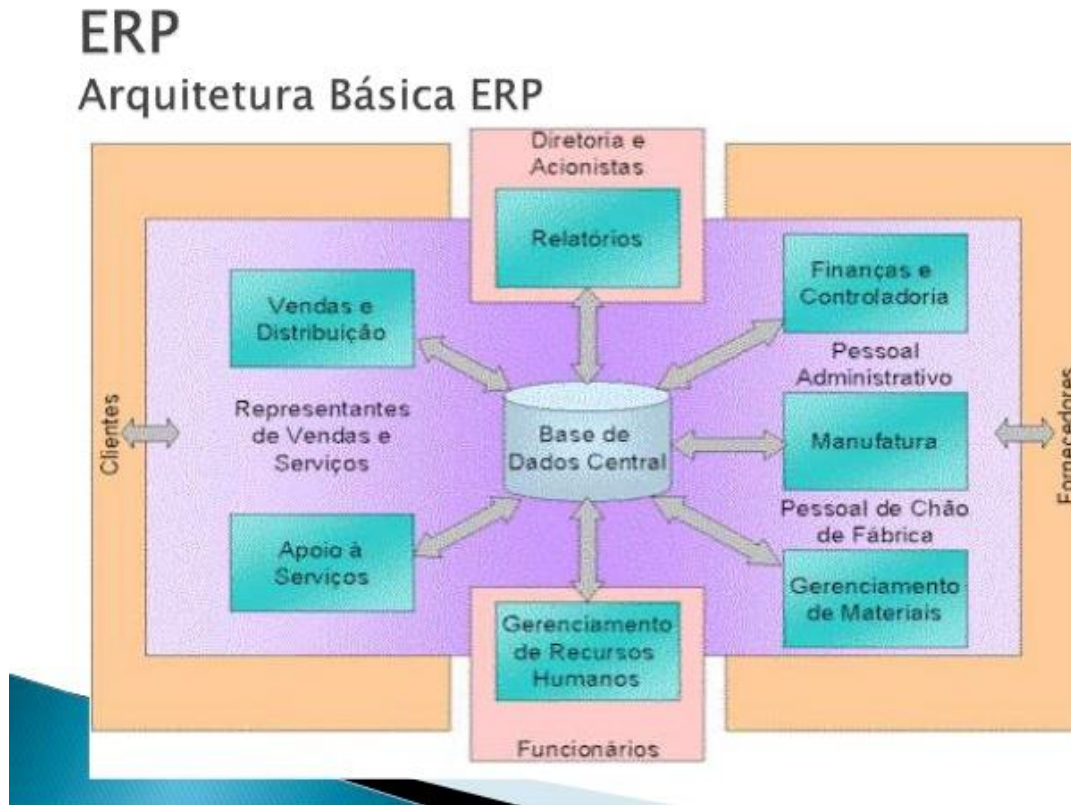 ERP
Arquitetura Básica ERP
Diretoria e
Acionistas
Relatórios
Finanças e
Controladoria
Vendas e
Distribuição
Pessoal
Administrativo
Clientes
Representantes
de Vendas e
Serviços
Base de
Dados Central
Manufatura
Fornecedores
Pessoal de Chão
de Fábrica
Apoio à
Serviços
Gerenciamento
de Materiais
Gerenciamento
de Recursos
Humanos
Funcionários